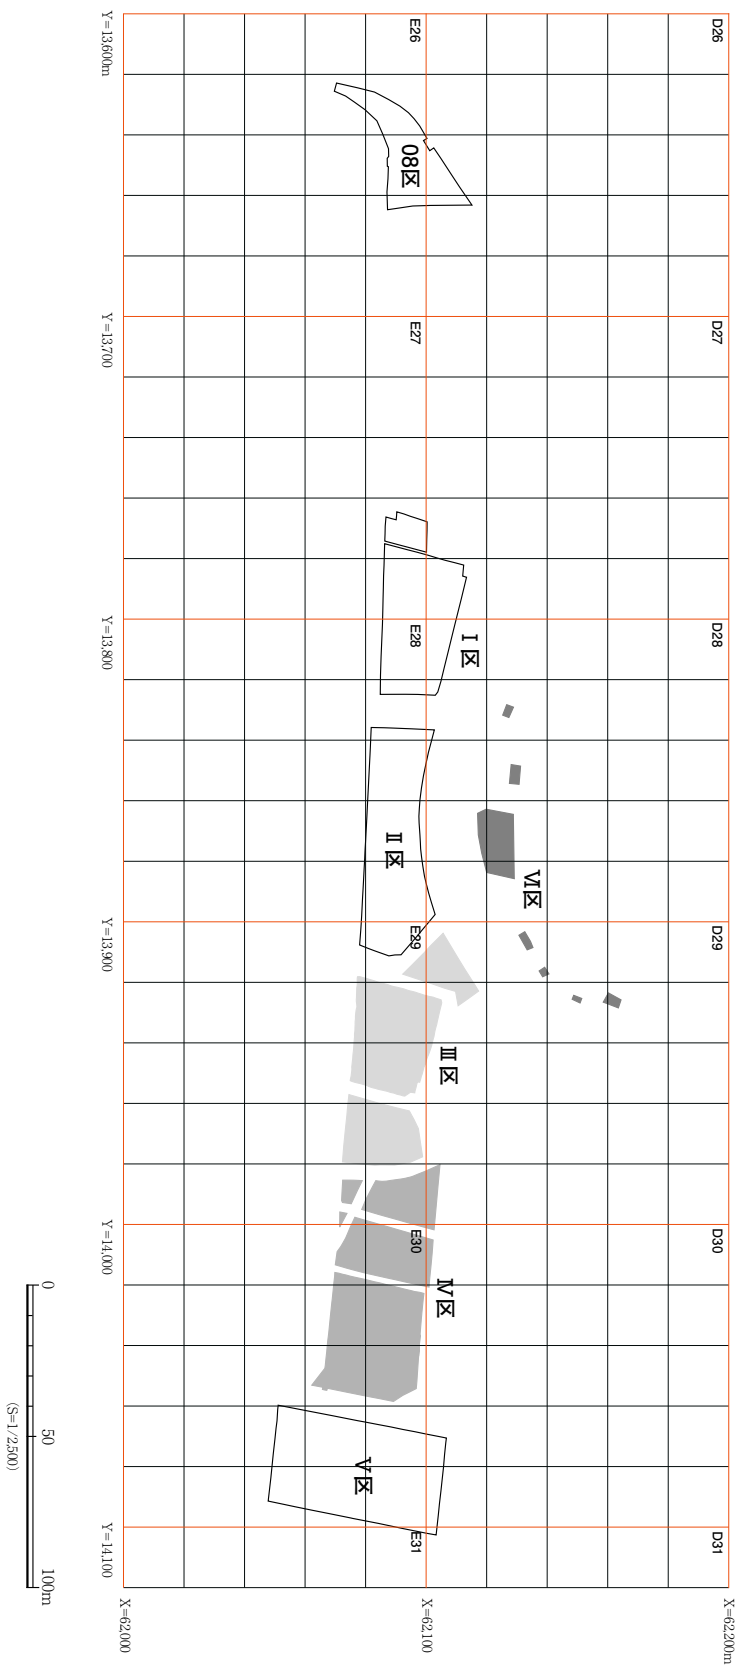 D26
D27
D28
D29
D30
D31
E26
E27
E28
E29
E30
E31
08区
Ⅰ区
Ⅱ区
Ⅵ区
Ⅲ区
Ⅳ区
Ⅴ区
Y=13,600m
Y=13,700
Y=13,800
Y=13,900
Y=14,000
Y=14,100
X=62,200m
X=62,100
X=62,000
0
50
100m
(S=1/2,500)